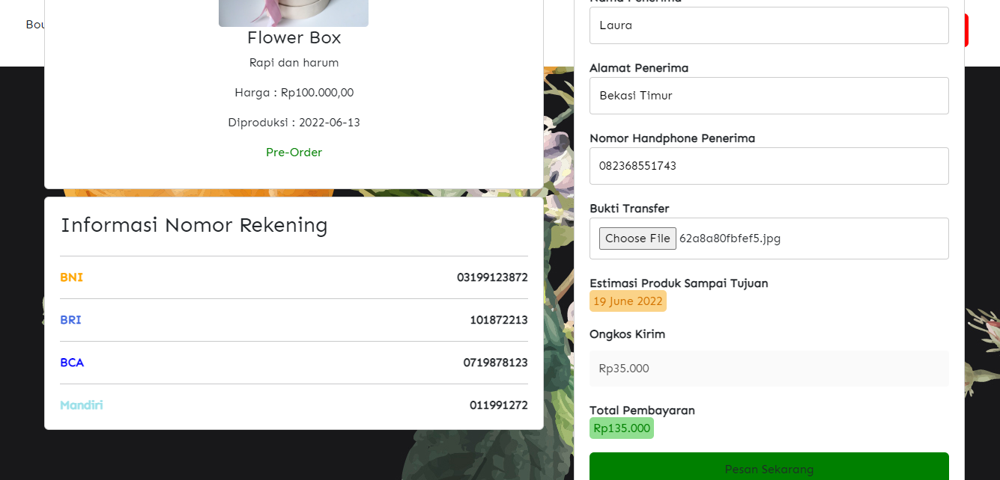 Flower Box
Rapi dan harum
Harga : Rp100.000,00
Diproduksi : 2022-06-13
Pre-Order
Informasi Nomor Rekening
BNI 03199123872
BRI 101872213
BCA 0719878123
Mandiri 011991272
Nama Penerima
Laura
Alamat Penerima
Bekasi Timur
Nomor Handphone Penerima
082368551743
Bukti Transfer
Choose File 62a8a80fbfef5.jpg
Estimasi Produk Sampai Tujuan
19 June 2022
Ongkos Kirim
Rp35.000
Total Pembayaran
Rp135.000
Pesan Sekarang